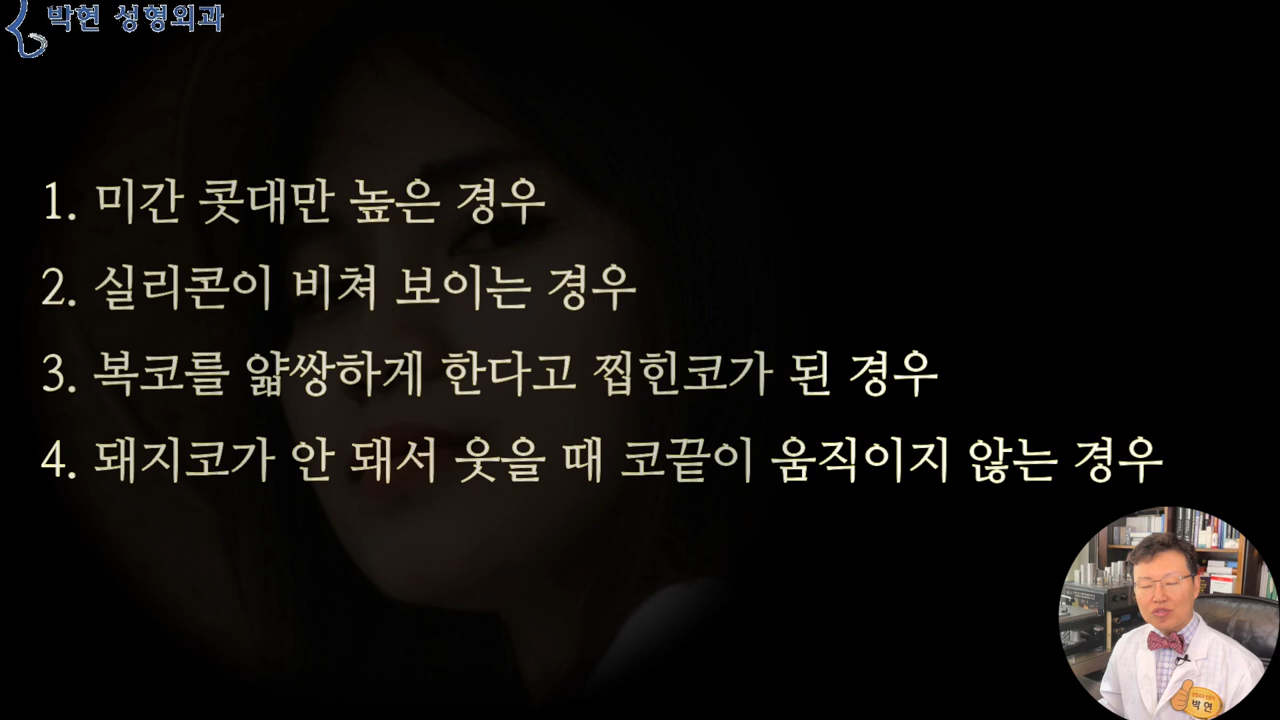 박현 성형외과
1. 미간 콧대만 높은 경우
2. 실리콘이 비쳐 보이는 경우
3. 복코를 얇쌍하게 한다고 찝힌코가 된 경우
4. 돼지코가 안 돼서 웃을 때 코끝이 움직이지 않는 경우
박현